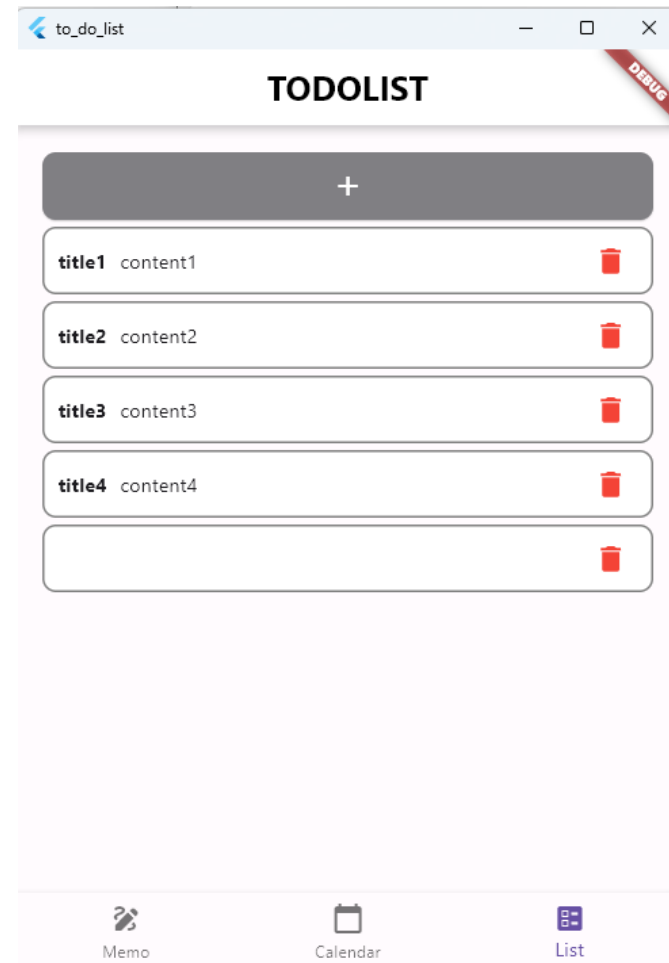 to_do_list
DEBUG
TODOLIST
+
title1 content1
title2 content2
title3 content3
title4 content4
Memo Calendar List